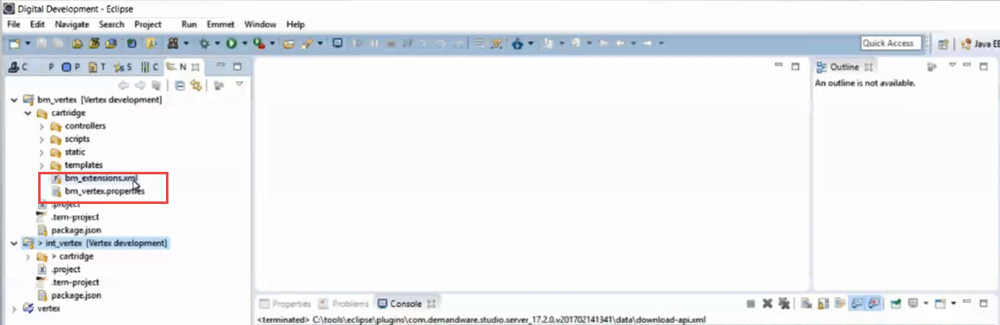 Digital Development - Eclipse
File Edit Navigate Search Project Run Emmet Window Help
Quick Access Java EE
C P P T S C N
Outline
An outline is not available.
bm_vertex [Vertex development]
cartridge
controllers
scripts
static
templates
bm_extensions.xml
bm_vertex.properties
.project
.tern-project
package.json
> int_vertex [Vertex development]
> cartridge
.project
.tern-project
package.json
vertex
Properties Problems Console
<terminated> C:\tools\eclipse\plugins\com.demandware.studio.server_17.2.0.v201702141341\data\download-api.xml